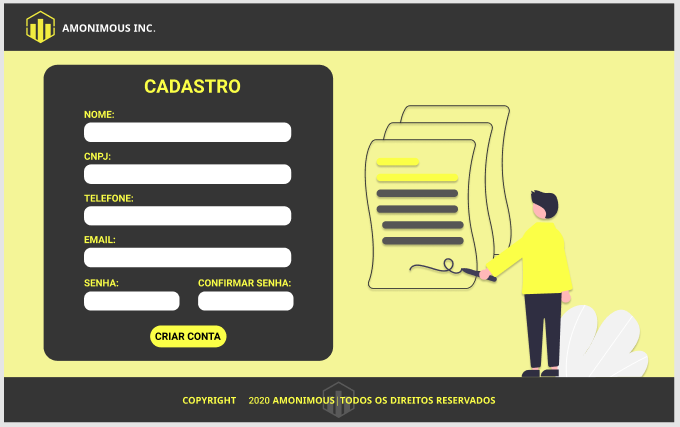 AMONIMOUS INC.
CADASTRO
NOME:
CNPJ:
TELEFONE:
EMAIL:
SENHA: CONFIRMAR SENHA:
CRIAR CONTA
COPYRIGHT 2020 AMONIMOUS|TODOS OS DIREITOS RESERVADOS